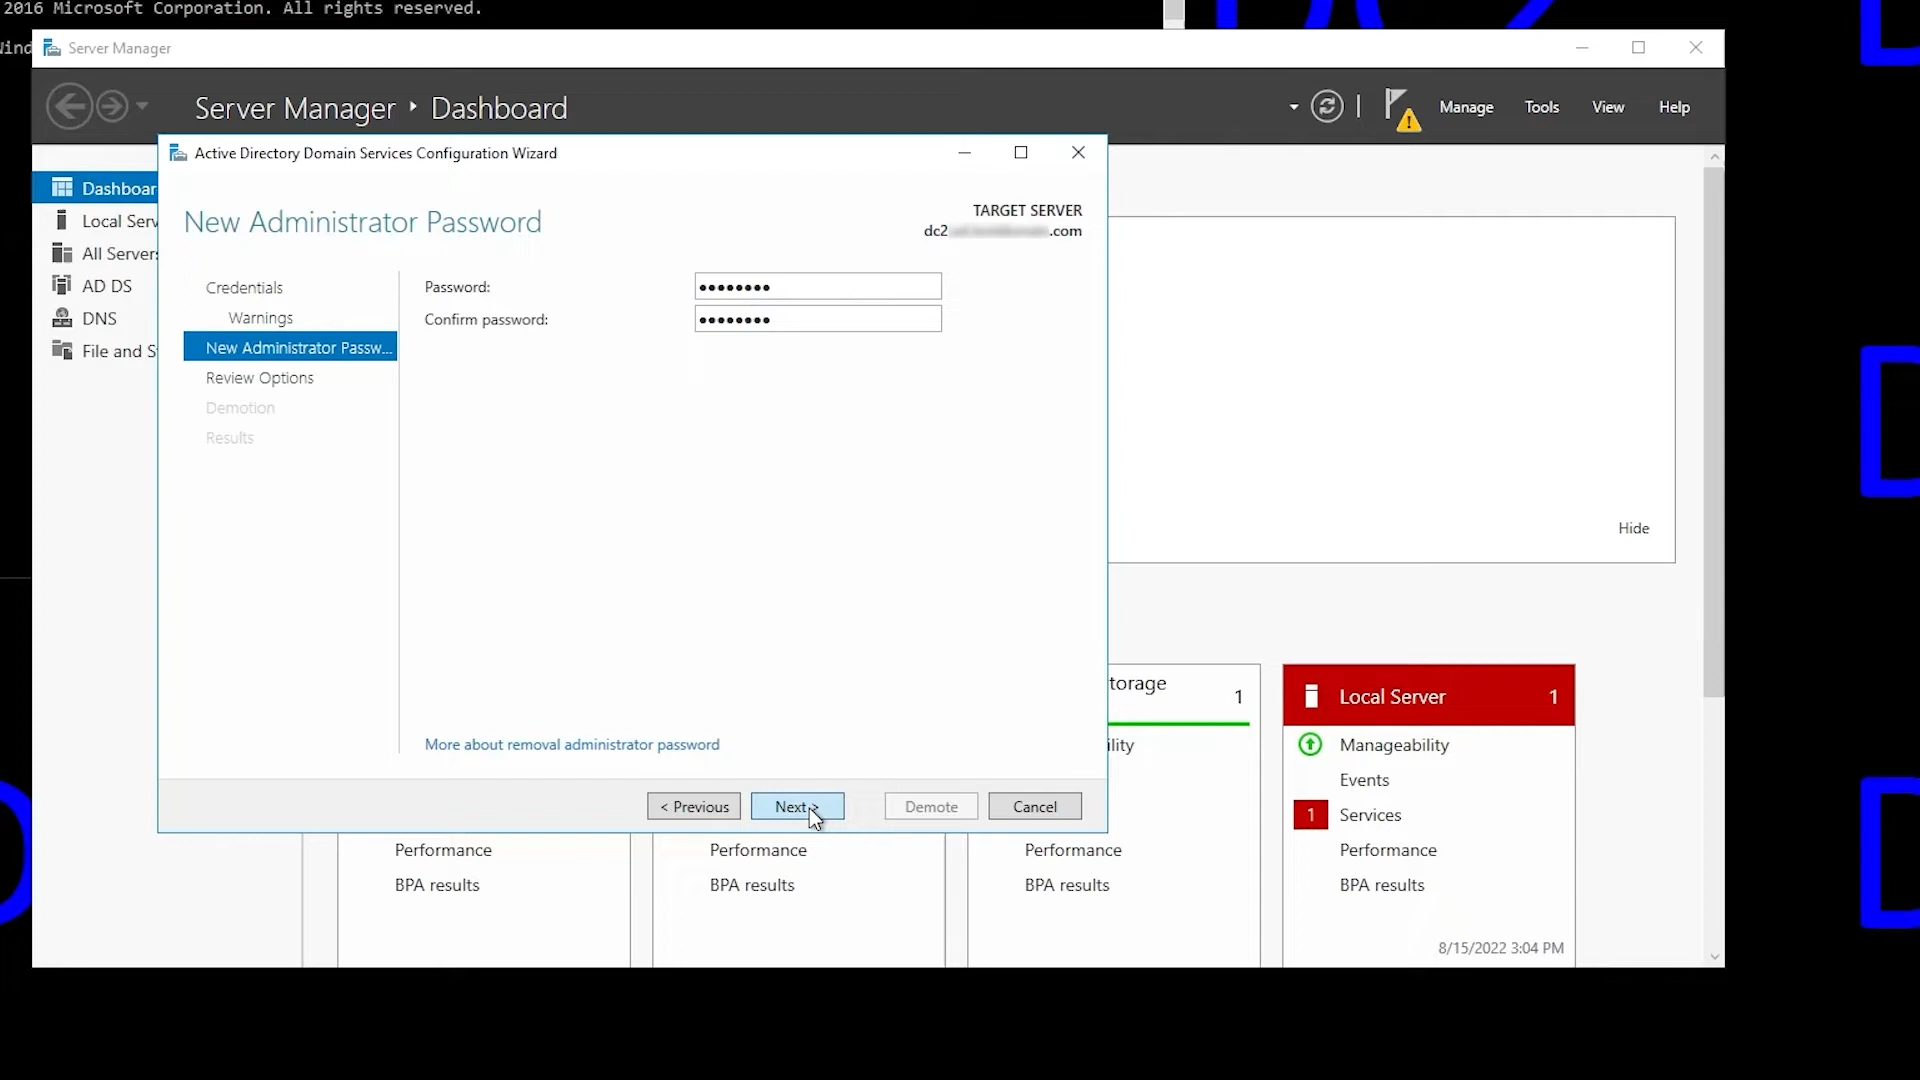 2016 Microsoft Corporation. All rights reserved.
DC2
D
Wind
Server Manager
Server Manager ‣ Dashboard
Manage
Tools
View
Help
Active Directory Domain Services Configuration Wizard
New Administrator Password
TARGET SERVER
dc2 .com
Dashboar
Local Serv
All Servers
AD DS
DNS
File and S
Credentials
Warnings
New Administrator Passw...
Review Options
Demotion
Results
Password:
••••••••
Confirm password:
••••••••
More about removal administrator password
< Previous
Next >
Demote
Cancel
Hide
D
D
D
torage
1
ility
Performance
BPA results
Performance
BPA results
Performance
BPA results
Local Server
1
Manageability
Events
1
Services
Performance
BPA results
8/15/2022 3:04 PM